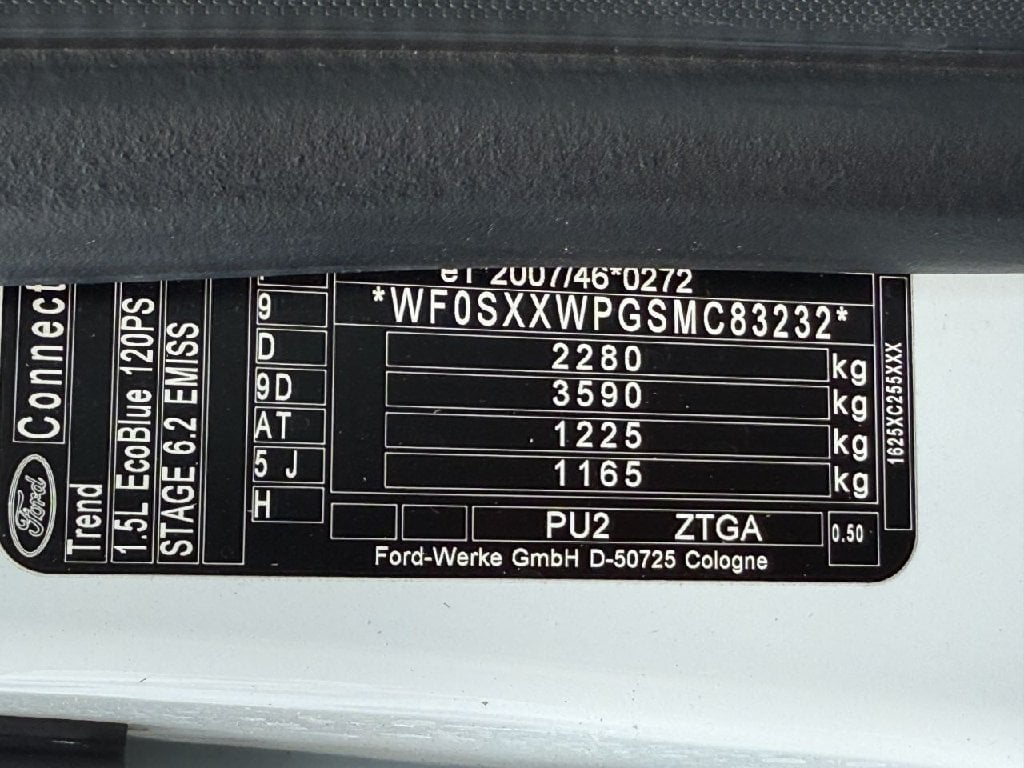 e1*2007/46*0272
*WF0SXXWPGSMC83232*
2280 kg
3590 kg
1225 kg
1165 kg
PU2 ZTGA 0.50
Ford-Werke GmbH D-50725 Cologne
9
D
9D
AT
5 J
H
Ford Connect
Trend
1.5L EcoBlue 120PS
STAGE 6.2 EMISS
1625XC255XXX